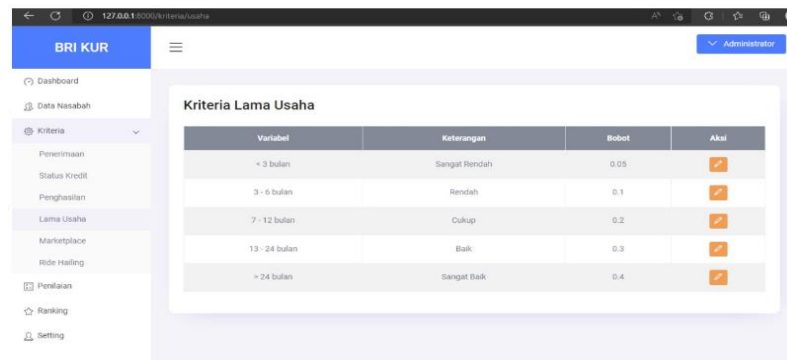 127.0.0.1:8000/kriteria/usaha
BRI KUR
Administrator
Dashboard
Data Nasabah
Kriteria
Penerimaan
Status Kredit
Penghasilan
Lama Usaha
Marketplace
Ride Hailing
Penilaian
Ranking
Setting
Kriteria Lama Usaha
Variabel Keterangan Bobot Aksi
< 3 bulan Sangat Rendah 0.05
3 - 6 bulan Rendah 0.1
7 - 12 bulan Cukup 0.2
13 - 24 bulan Baik 0.3
> 24 bulan Sangat Baik 0.4